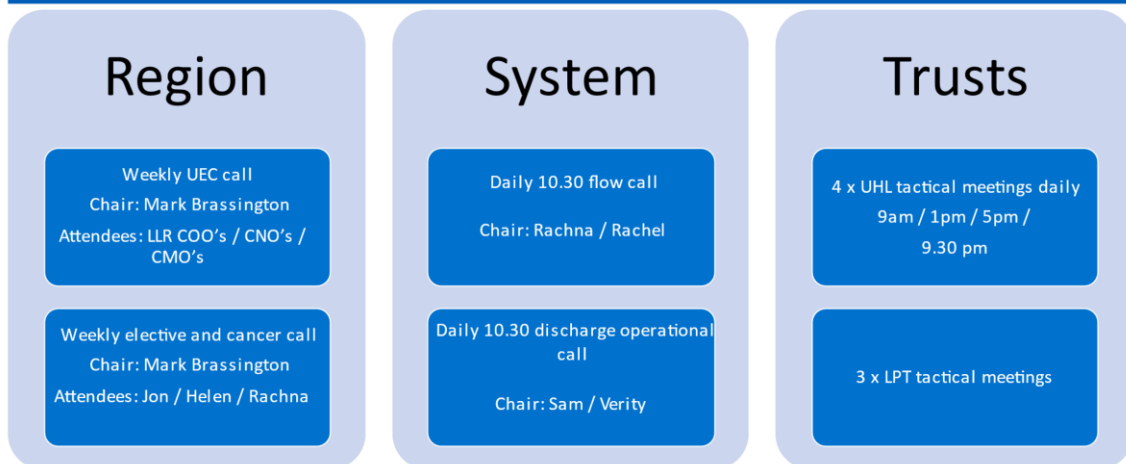 Region
Weekly UEC call
Chair: Mark Brassington
Attendees: LLR COO’s / CNO’s /
CMO’s
Weekly elective and cancer call
Chair: Mark Brassington
Attendees: Jon / Helen / Rachna
System
Daily 10.30 flow call
Chair: Rachna / Rachel
Daily 10.30 discharge operational
call
Chair: Sam / Verity
Trusts
4 x UHL tactical meetings daily
9am / 1pm / 5pm /
9.30 pm
3 x LPT tactical meetings